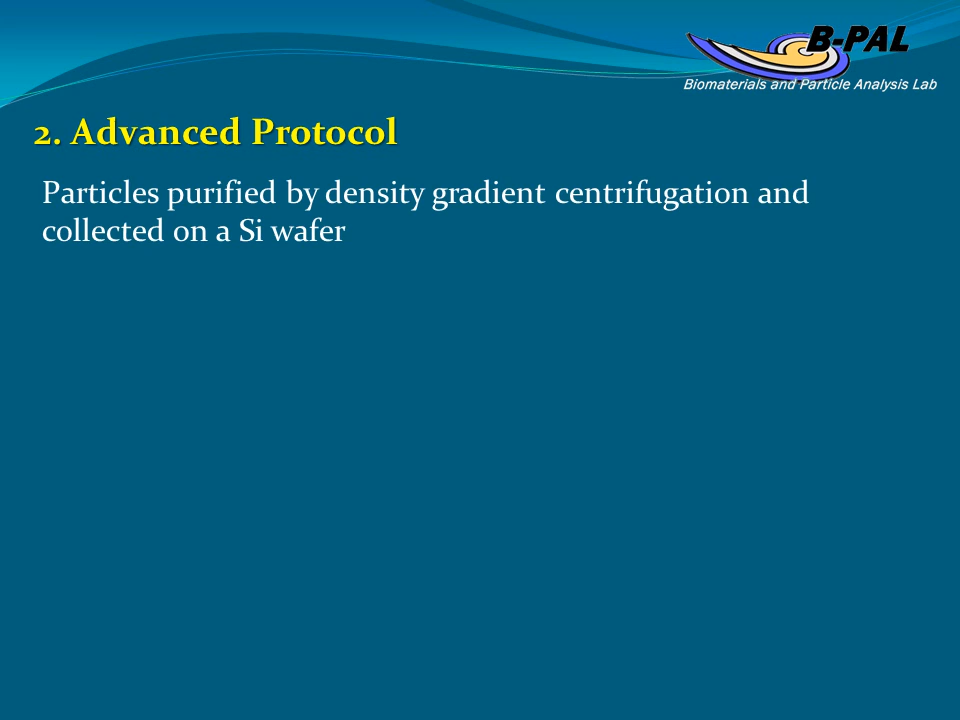 B-PAL
Biomaterials and Particle Analysis Lab
2. Advanced Protocol
Particles purified by density gradient centrifugation and
collected on a Si wafer